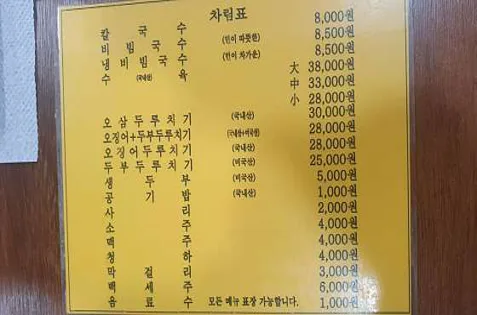 차림표
칼국수 8,000원
비빔국수 (면이 따뜻한) 8,500원
냉비빔국수 (면이 차가운) 8,500원
수육 (국내산) 大 38,000원
中 33,000원
小 28,000원
오삼두루치기 (국내산) 30,000원
오징어+두부두루치기 28,000원
오징어두루치기 (국내산) 28,000원
두부두루치기 (미국산) 25,000원
생두부 (미국산) 5,000원
공기밥 (국내산) 1,000원
사리 2,000원
소주 4,000원
맥주 4,000원
청하 4,000원
막걸리 3,000원
백세주 6,000원
음료수 모든 메뉴 포장 가능합니다. 1,000원